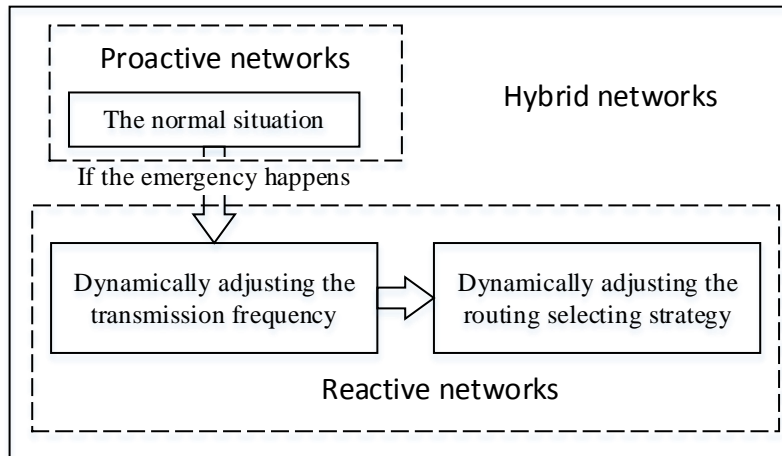 Proactive networks
Hybrid networks
The normal situation
If the emergency happens
Dynamically adjusting the
transmission frequency
Dynamically adjusting the
routing selecting strategy
Reactive networks